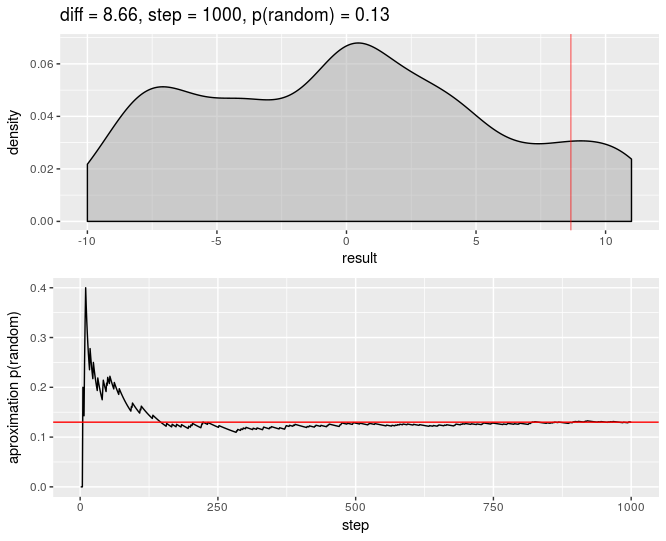 diff = 8.66, step = 1000, p(random) = 0.13
density
0.06
0.04
0.02
0.00
-10 -5 0 5 10
result
aproximation p(random)
0.4
0.3
0.2
0.1
0.0
0 250 500 750 1000
step